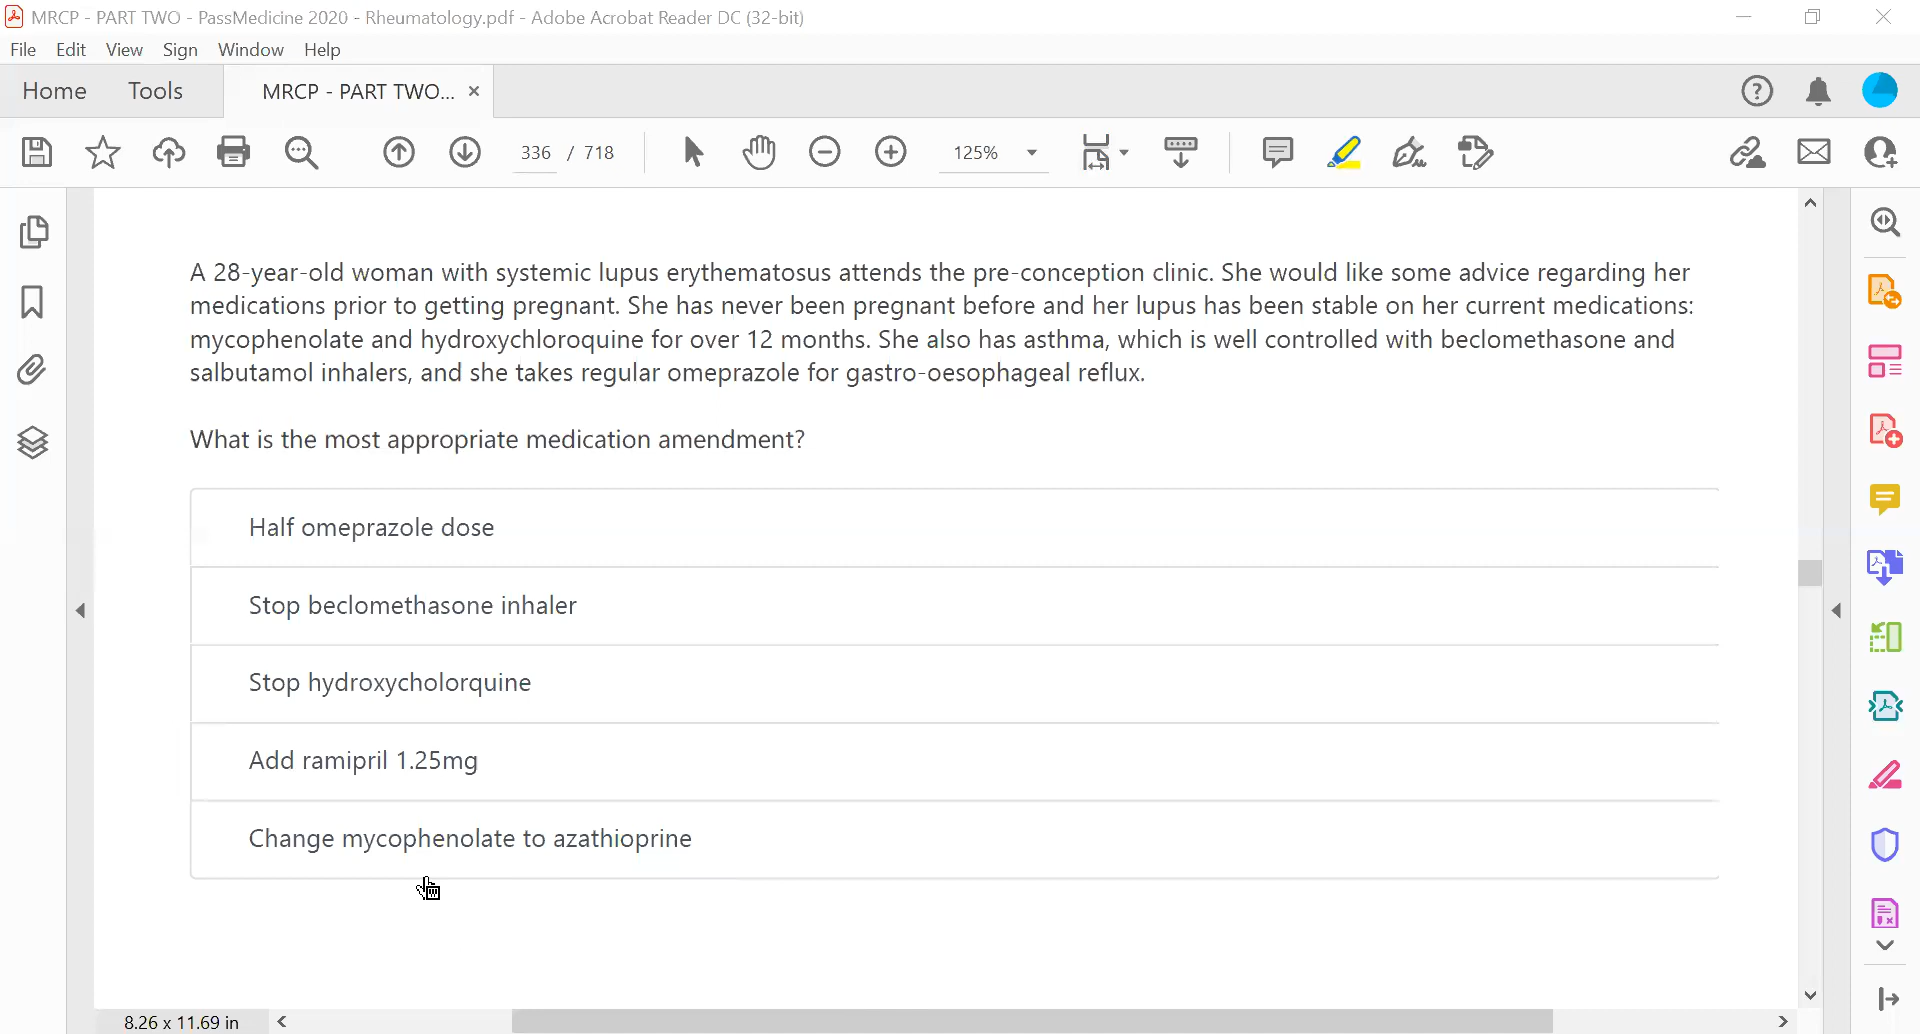 MRCP - PART TWO - PassMedicine 2020 - Rheumatology.pdf - Adobe Acrobat Reader DC (32-bit)
File Edit View Sign Window Help
Home Tools MRCP - PART TWO... ×
336 / 718 125%
A 28-year-old woman with systemic lupus erythematosus attends the pre-conception clinic. She would like some advice regarding her
medications prior to getting pregnant. She has never been pregnant before and her lupus has been stable on her current medications:
mycophenolate and hydroxychloroquine for over 12 months. She also has asthma, which is well controlled with beclomethasone and
salbutamol inhalers, and she takes regular omeprazole for gastro-oesophageal reflux.
What is the most appropriate medication amendment?
Half omeprazole dose
Stop beclomethasone inhaler
Stop hydroxycholorquine
Add ramipril 1.25mg
Change mycophenolate to azathioprine
8.26 x 11.69 in